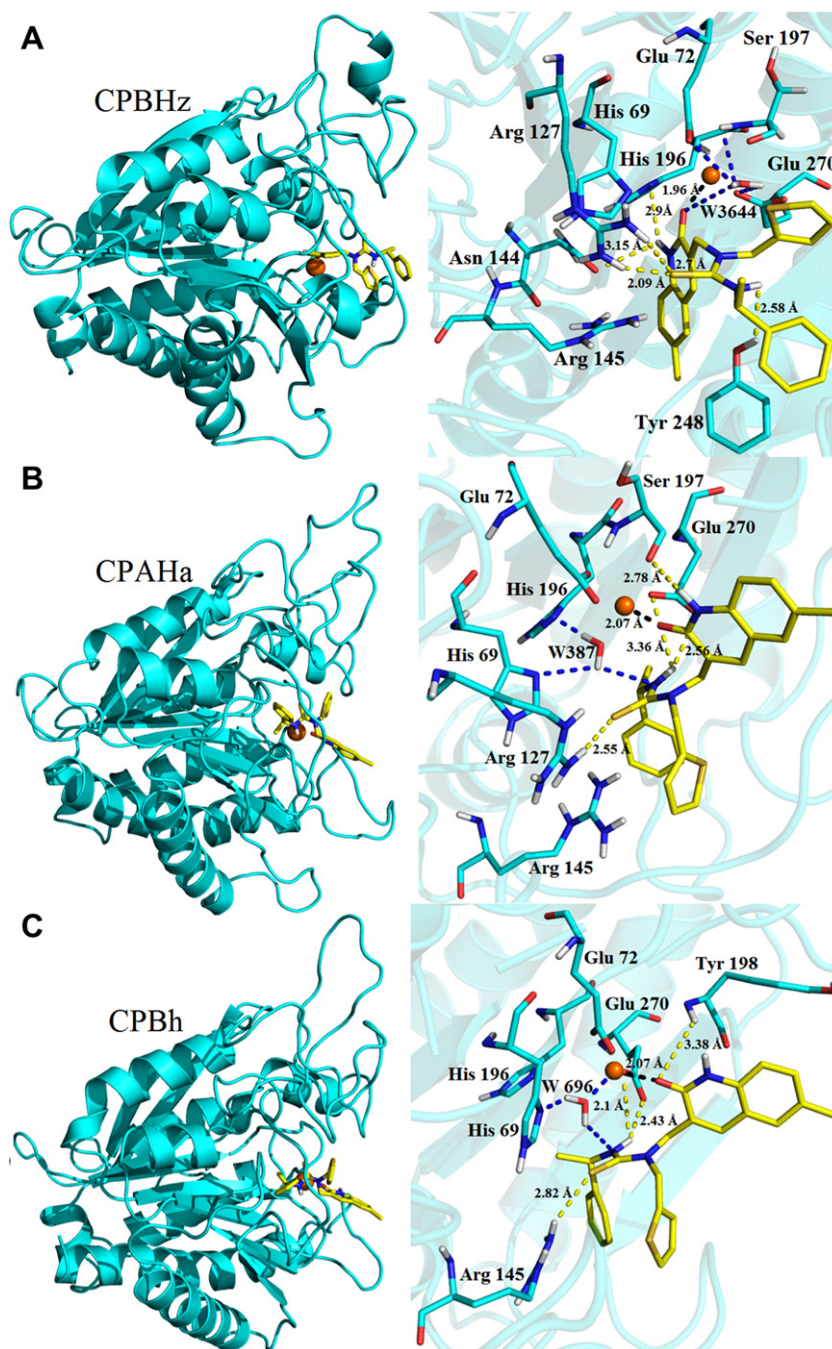 A
CPBHz
Glu 72
Ser 197
His 69
Arg 127
His 196
Glu 270
1.96 Å
W3644
2.9Å
3.15 Å
2.7 Å
Asn 144
2.09 Å
2.58 Å
Arg 145
Tyr 248
B
CPAHa
Ser 197
Glu 72
Glu 270
2.78 Å
His 196
2.07 Å
W387
3.36 Å
2.56 Å
His 69
2.55 Å
Arg 127
Arg 145
C
CPBh
Glu 72
Tyr 198
Glu 270
3.38 Å
2.07 Å
His 196
W 696
2.1 Å
2.43 Å
His 69
2.82 Å
Arg 145